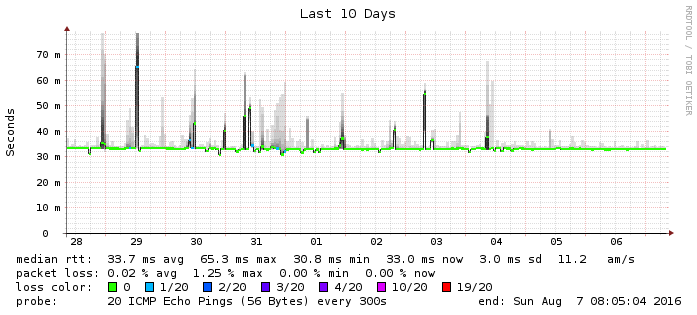 Last 10 Days
RRDTOOL / TOBI OETIKER
Seconds
70 m
60 m
50 m
40 m
30 m
20 m
10 m
0
28 29 30 31 01 02 03 04 05 06
median rtt: 33.7 ms avg 65.3 ms max 30.8 ms min 33.0 ms now 3.0 ms sd 11.2 am/s
packet loss: 0.02 % avg 1.25 % max 0.00 % min 0.00 % now
loss color: 0 1/20 2/20 3/20 4/20 10/20 19/20
probe: 20 ICMP Echo Pings (56 Bytes) every 300s end: Sun Aug 7 08:05:04 2016